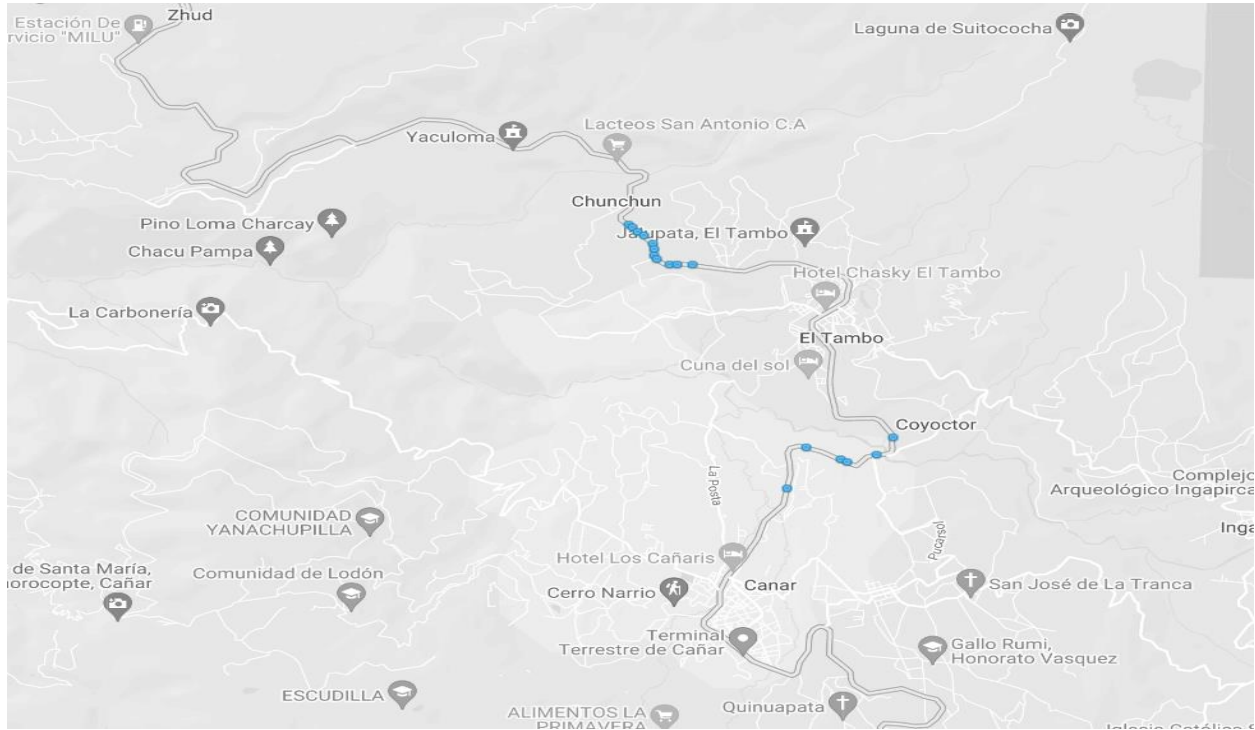 Zhud
Estación De
rvicio "MILU"
Laguna de Suitococha
Lacteos San Antonio C.A
Yaculoma
Chunchun
Pino Loma Charcay
Jalupata, El Tambo
Chacu Pampa
Hotel Chasky El Tambo
La Carbonería
El Tambo
Cuna del sol
Coyoctor
La Posta
Complejo
Arqueológico Ingapirca
COMUNIDAD
YANACHUPILLA
Inga
Pucarsol
Hotel Los Cañaris
de Santa María,
horocopte, Cañar
Comunidad de Lodón
Cerro Narrio
Canar
San José de La Tranca
Terminal
Terrestre de Cañar
Gallo Rumi,
Honorato Vasquez
ESCUDILLA
Quinuapata
ALIMENTOS LA
PRIMAVERA